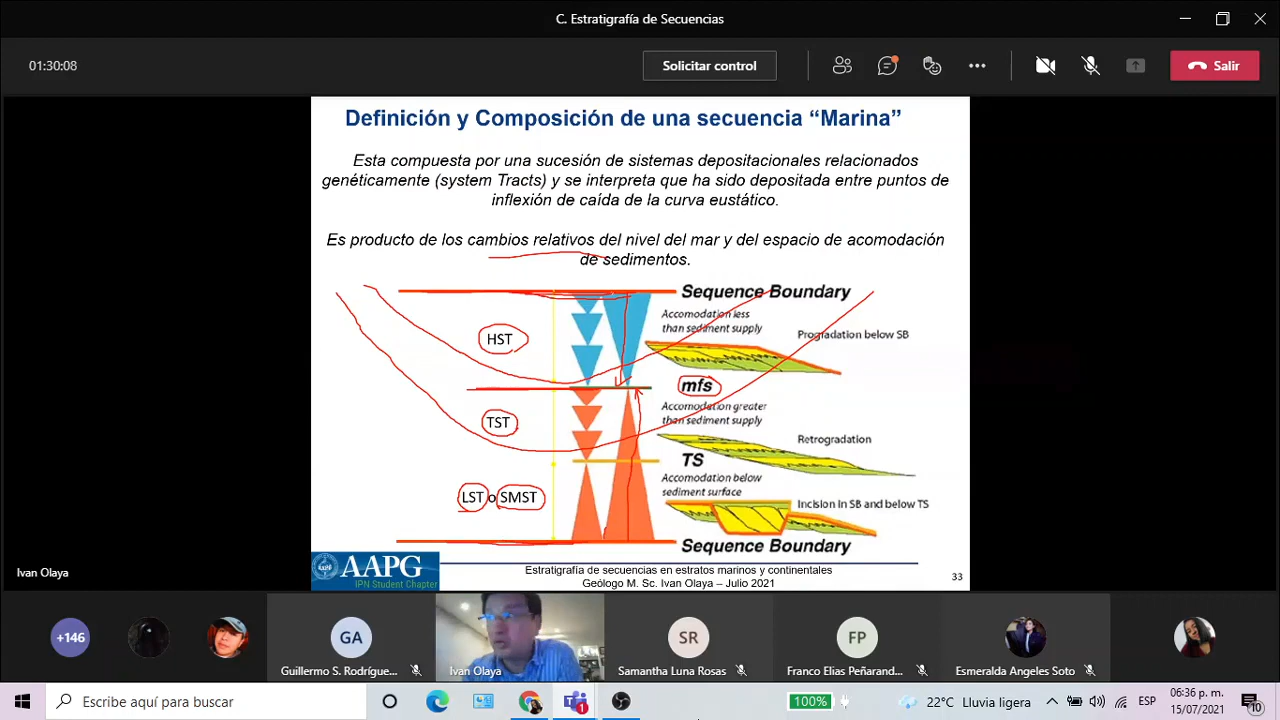 C. Estratigrafía de Secuencias
01:30:08
Solicitar control
Salir
Definición y Composición de una secuencia “Marina”
Esta compuesta por una sucesión de sistemas depositacionales relacionados
genéticamente (system Tracts) y se interpreta que ha sido depositada entre puntos de
inflexión de caída de la curva eustático.
Es producto de los cambios relativos del nivel del mar y del espacio de acomodación
de sedimentos.
Sequence Boundary
Accomodation less
than sediment supply
Progradation below SB
HST
mfs
Accomodation greater
than sediment supply
TST
Retrogradation
TS
Accomodation below
sediment surface
LST o SMST
Incision in SB and below TS
Sequence Boundary
AAPG
IPN Student Chapter
Estratigrafía de secuencias en estratos marinos y continentales
Geólogo M. Sc. Ivan Olaya – Julio 2021
33
Ivan Olaya
+146
GA
Guillermo S. Rodrígue...
Ivan Olaya
SR
Samantha Luna Rosas
FP
Franco Elias Peñarand...
Esmeralda Angeles Soto
Escribe aquí para buscar
1
100%
22°C Lluvia ligera
ESP
06:36 p. m.
15/07/2021
10